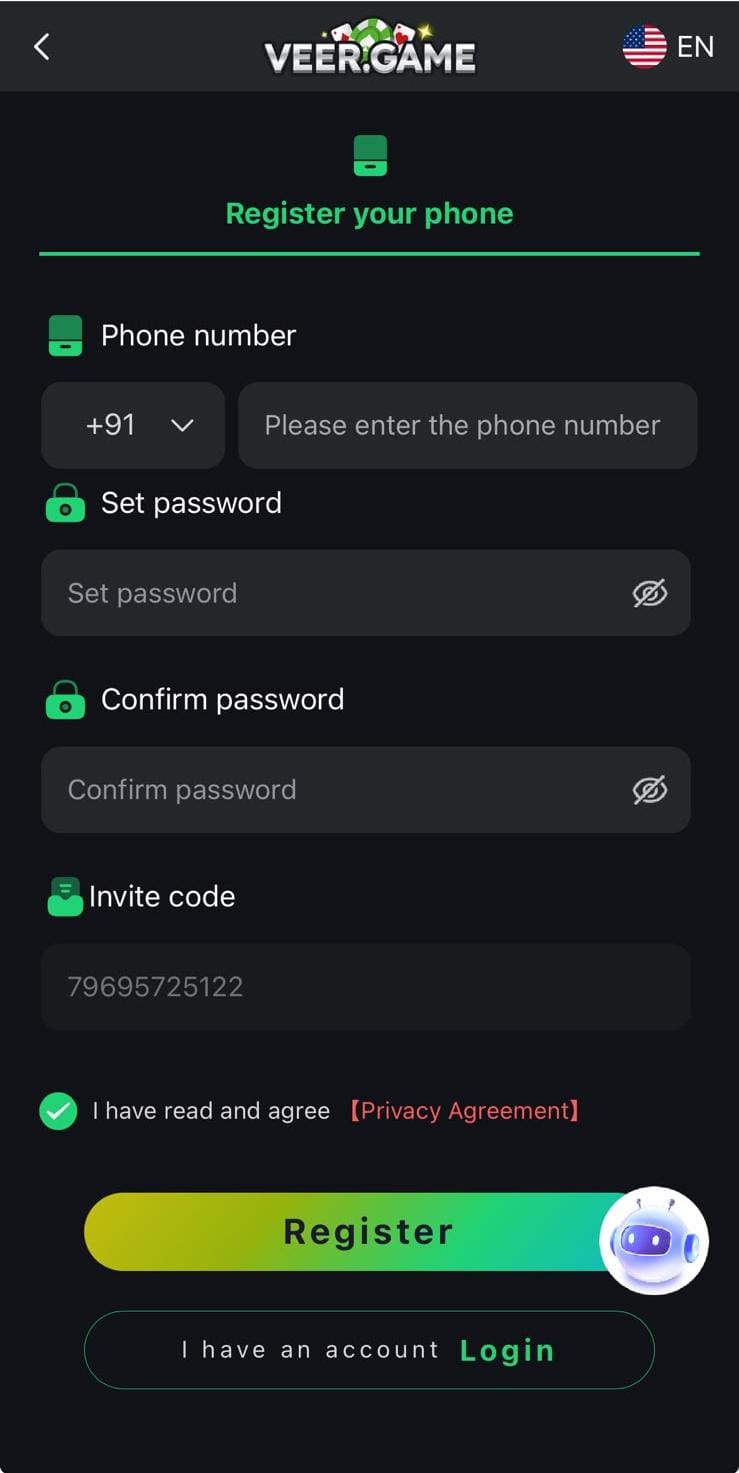 VEER.GAME
EN
Register your phone
Phone number
+91
Please enter the phone number
Set password
Set password
Confirm password
Confirm password
Invite code
79695725122
I have read and agree 【Privacy Agreement】
Register
I have an account Login